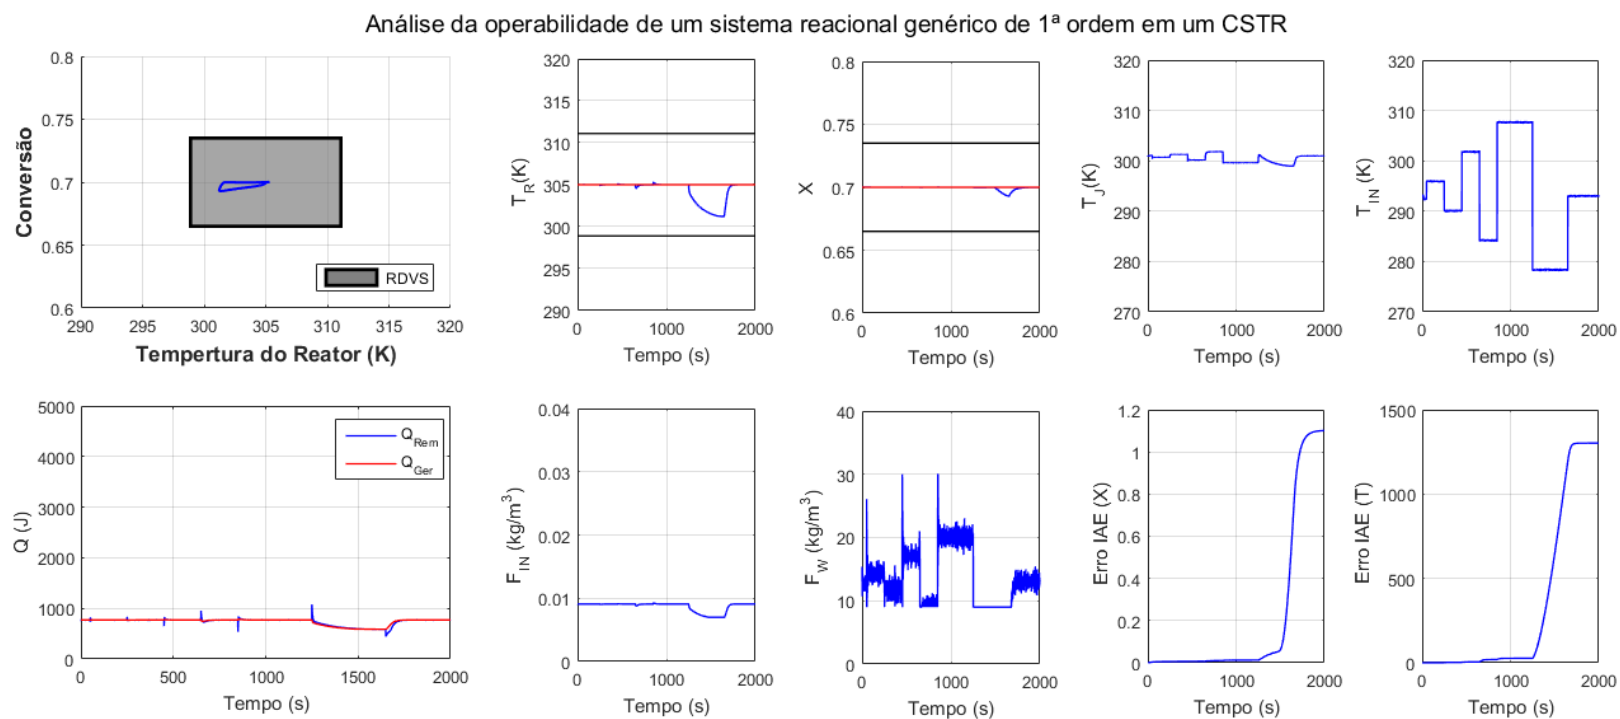 Análise da operabilidade de um sistema reacional genérico de 1ª ordem em um CSTR
0.8
0.75
0.7
0.65
0.6
Conversão
290 295 300 305 310 315 320
Tempertura do Reator (K)
RDVS
320
315
310
305
300
295
290
T_R(K)
0 1000 2000
Tempo (s)
0.8
0.75
0.7
0.65
0.6
X
0 1000 2000
Tempo (s)
320
310
300
290
280
270
T_J(K)
0 1000 2000
Tempo (s)
320
310
300
290
280
270
T_IN (K)
0 1000 2000
Tempo (s)
5000
4000
3000
2000
1000
0
Q (J)
0 500 1000 1500 2000
Tempo (s)
Q_Rem
Q_Ger
0.04
0.03
0.02
0.01
0
F_IN (kg/m³)
0 1000 2000
Tempo (s)
40
30
20
10
0
F_W (kg/m³)
0 1000 2000
Tempo (s)
1.2
1
0.8
0.6
0.4
0.2
0
Erro IAE (X)
0 1000 2000
Tempo (s)
1500
1000
500
0
Erro IAE (T)
0 1000 2000
Tempo (s)